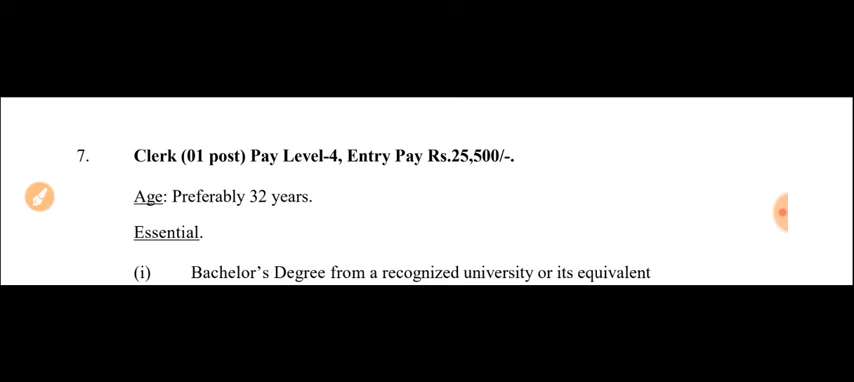 7. Clerk (01 post) Pay Level-4, Entry Pay Rs.25,500/-.
Age: Preferably 32 years.
Essential.
(i) Bachelor’s Degree from a recognized university or its equivalent